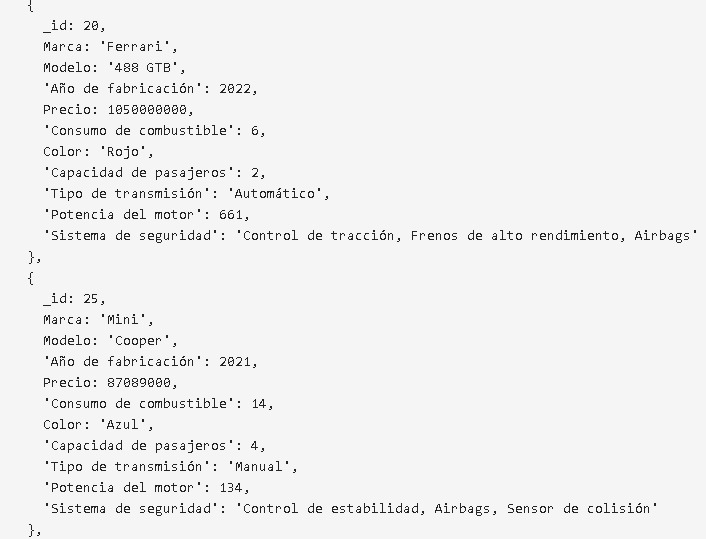 {
_id: 20,
Marca: 'Ferrari',
Modelo: '488 GTB',
'Año de fabricación': 2022,
Precio: 1050000000,
'Consumo de combustible': 6,
Color: 'Rojo',
'Capacidad de pasajeros': 2,
'Tipo de transmisión': 'Automático',
'Potencia del motor': 661,
'Sistema de seguridad': 'Control de tracción, Frenos de alto rendimiento, Airbags'
},
{
_id: 25,
Marca: 'Mini',
Modelo: 'Cooper',
'Año de fabricación': 2021,
Precio: 87089000,
'Consumo de combustible': 14,
Color: 'Azul',
'Capacidad de pasajeros': 4,
'Tipo de transmisión': 'Manual',
'Potencia del motor': 134,
'Sistema de seguridad': 'Control de estabilidad, Airbags, Sensor de colisión'
},